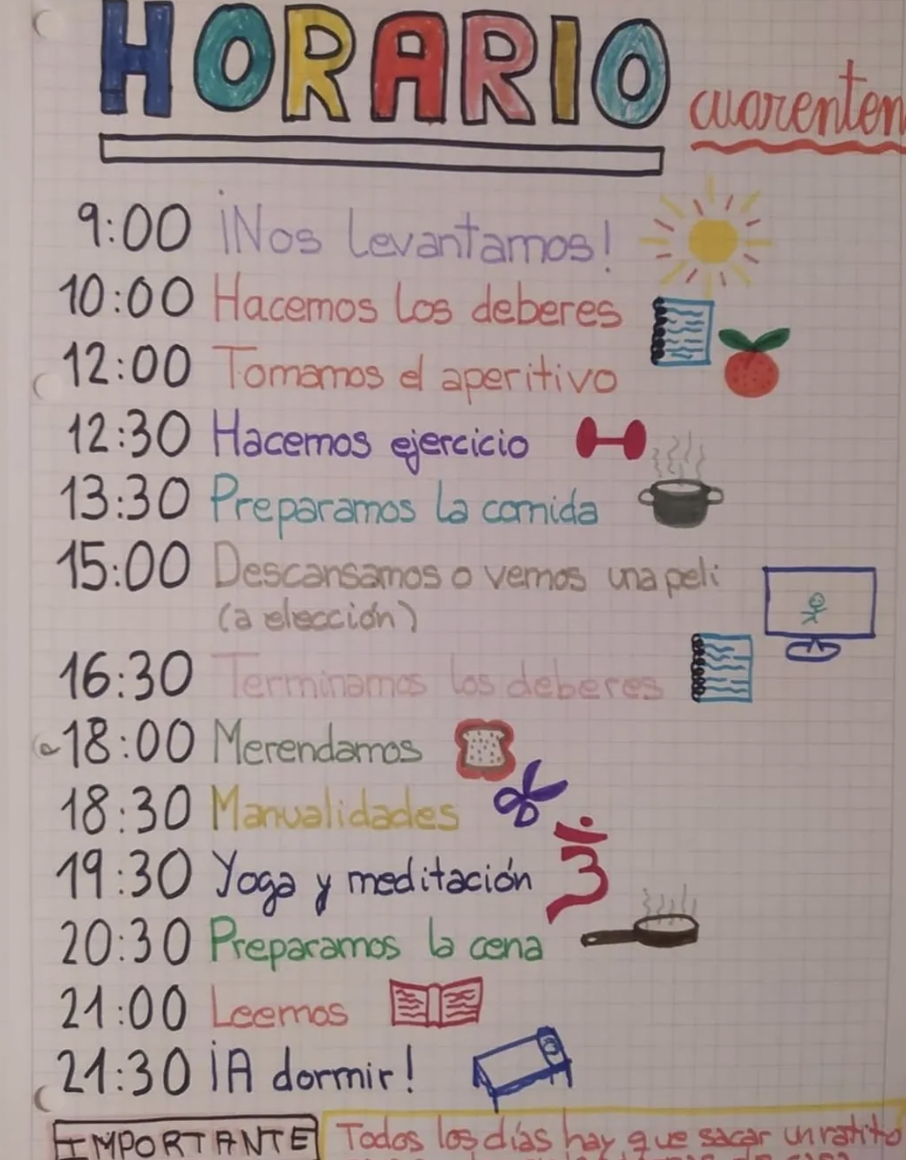 HORARIO cuarenten
9:00 ¡Nos levantamos!
10:00 Hacemos los deberes
12:00 Tomamos el aperitivo
12:30 Hacemos ejercicio
13:30 Preparamos la comida
15:00 Descansamos o vemos una peli
(a elección)
16:30 Terminamos los deberes
18:00 Merendamos
18:30 Manualidades
19:30 Yoga y meditación
20:30 Preparamos la cena
21:00 Leemos
21:30 ¡A dormir!
IMPORTANTE Todos los días hay que sacar un ratito